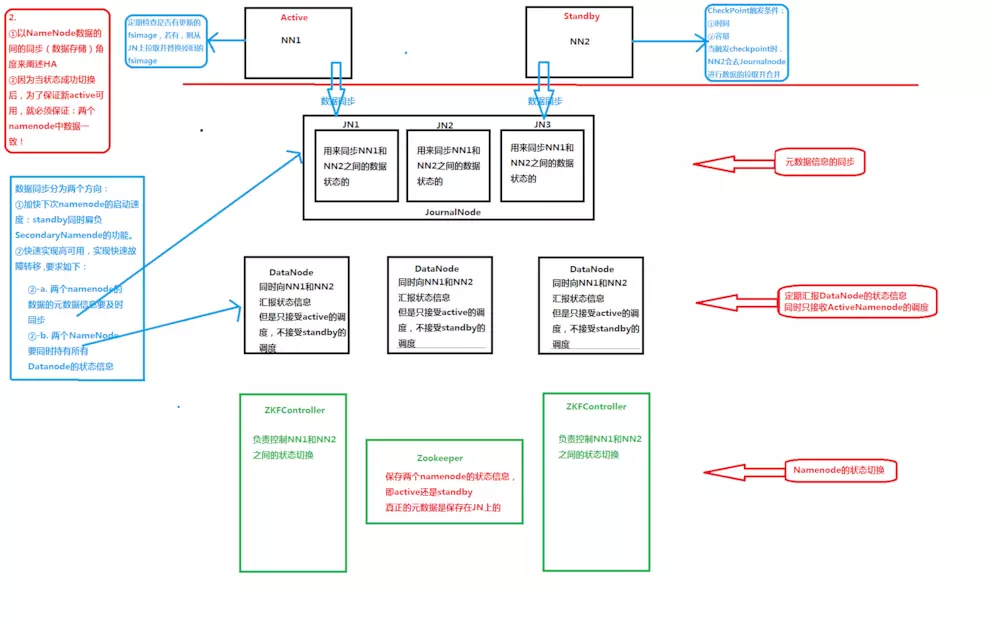 2.
①以NameNode数据的
间的同步（数据存储）角
度来阐述HA
②因为当状态成功切换
后，为了保证新active可
用，就必须保证：两个
namenode中数据一
致！
定期检查是否有更新的
fsimage，若有，则从
JN上拉取并替换掉旧的
fsimage
Active
NN1
Standby
NN2
CheckPoint触发条件：
①时间
②容量
当触发checkpoint时，
NN2会去Journalnode
进行数据的拉取并合并
数据同步
数据同步
JN1
JN2
JN3
用来同步NN1和
NN2之间的数据
状态的
用来同步NN1和
NN2之间的数据
状态的
用来同步NN1和
NN2之间的数据
状态的
JournalNode
元数据信息的同步
数据同步分为两个方向：
①加快下次namenode的启动速
度：standby同时肩负
SecondaryNamende的功能。
②快速实现高可用，实现快速故
障转移 ,要求如下：
②-a. 两个namenode的
数据的元数据信息要及时
同步
②-b. 两个NameNode
要同时持有所有
Datanode的状态信息
DataNode
同时向NN1和NN2
汇报状态信息
但是只接受active的调
度，不接受standby的
调度
DataNode
同时向NN1和NN2
汇报状态信息
但是只接受active的调
度，不接受standby的
调度
DataNode
同时向NN1和NN2
汇报状态信息
但是只接受active的调
度，不接受standby的
调度
定期汇报DataNode的状态信息
同时只接收ActiveNamenode的调度
ZKFController
负责控制NN1和NN2
之间的状态切换
Zookeeper
保存两个namenode的状态信息，
即active还是standby
真正的元数据是保存在JN上的
ZKFController
负责控制NN1和NN2
之间的状态切换
Namenode的状态切换